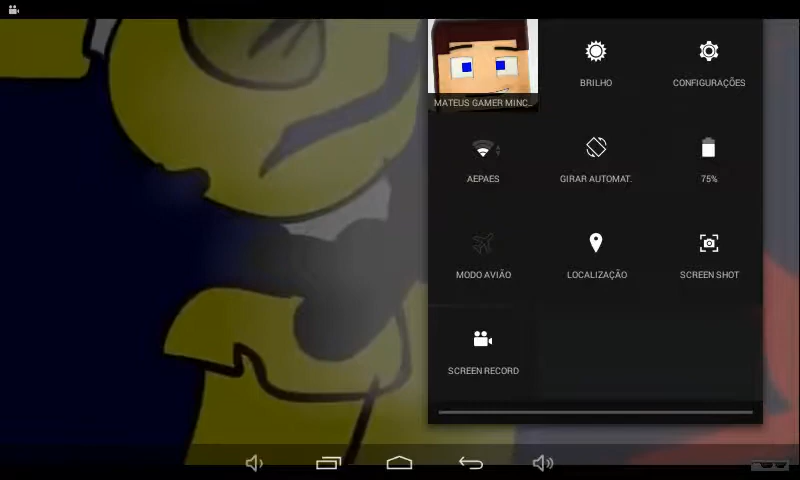 MATEUS GAMER MINC...
BRILHO
CONFIGURAÇÕES
AEPAES
GIRAR AUTOMAT.
75%
MODO AVIÃO
LOCALIZAÇÃO
SCREEN SHOT
SCREEN RECORD